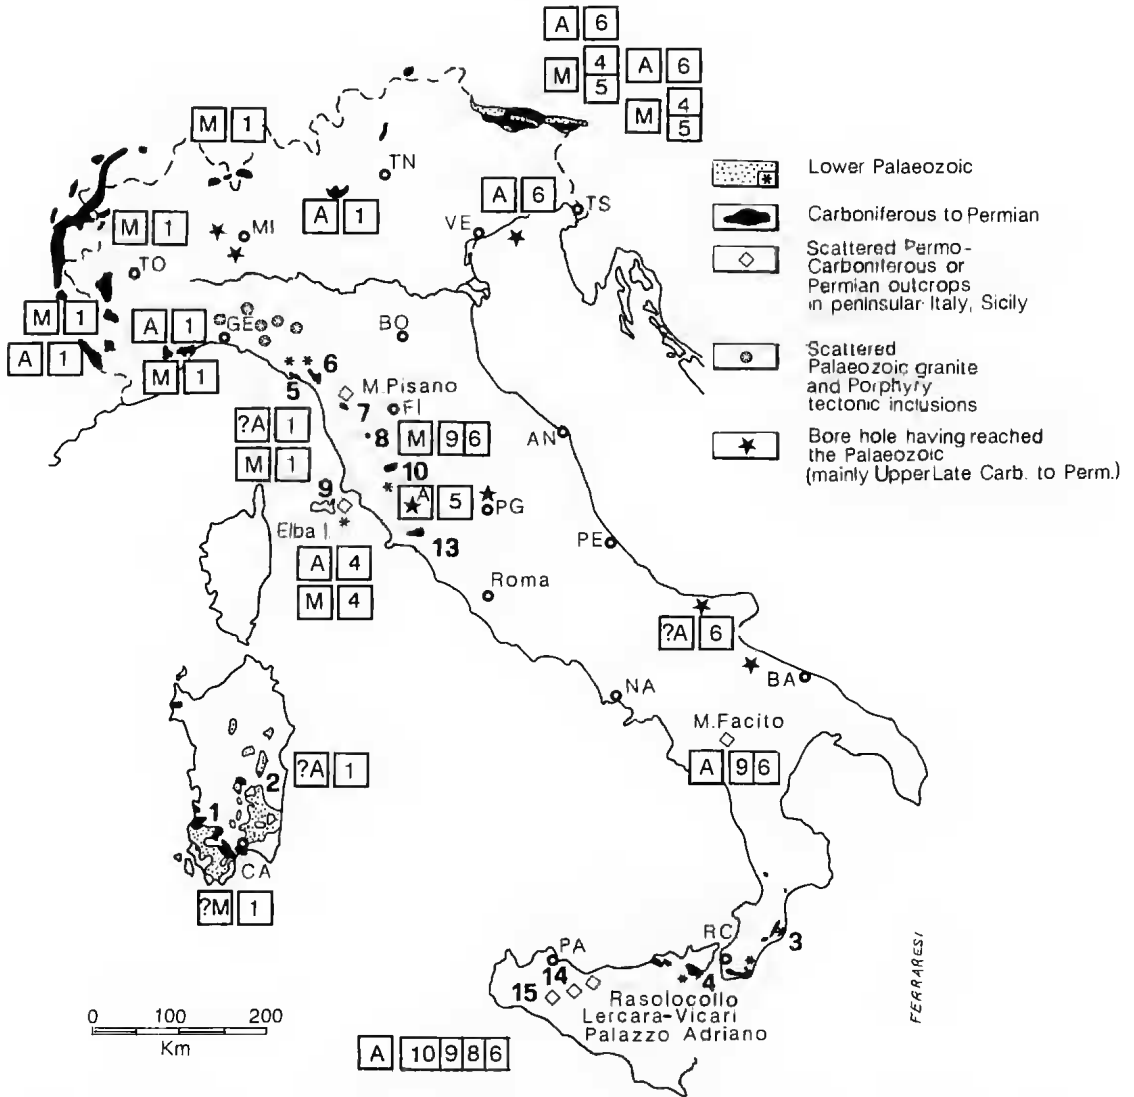 A 6
M 4 5
A 6
M 4 5
M 1
TN
A 1
A 6
TS
VE
M 1
MI
TO
M 1
A 1
A 1
M 1
GE
BO
5
6
M.Pisano
7
FI
?A 1
M 9 6
8
M 1
10
AN
9
A 5
PG
Elba I.
13
PE
A 4
M 4
Roma
?A 6
BA
NA
M.Facito
A 9 6
?A 1
2
1
CA
?M 1
RC
3
PA
14
15
4
Rasolocollo
Lercara-Vicari
Palazzo Adriano
A 10 9 8 6
0 100 200
Km
Lower Palaeozoic
Carboniferous to Permian
Scattered Permo-
Carboniferous or
Permian outcrops
in peninsular Italy, Sicily
Scattered
Palaeozoic granite
and Porphyry
tectonic inclusions
Bore hole having reached
the Palaeozoic
(mainly Upper Late Carb. to Perm.)
FERRARESI